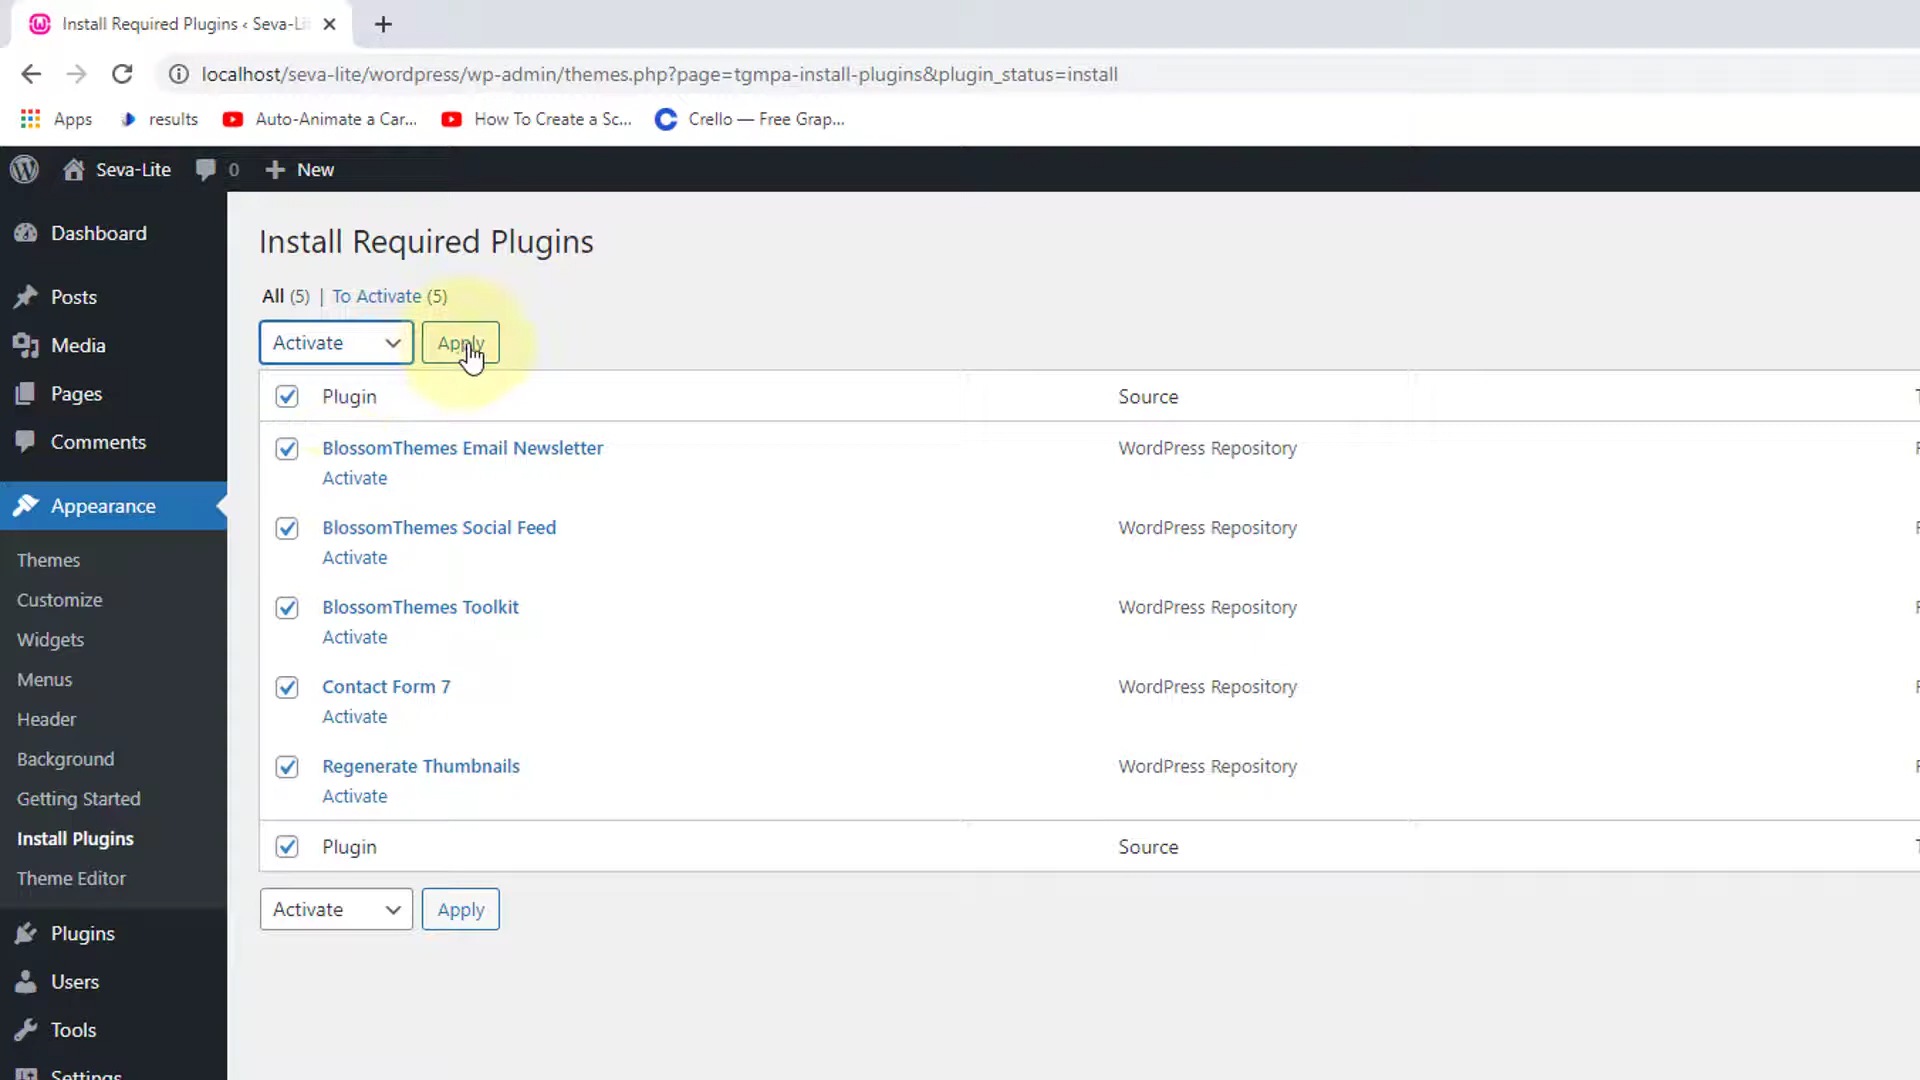 Install Required Plugins ‹ Seva-Li
localhost/seva-lite/wordpress/wp-admin/themes.php?page=tgmpa-install-plugins&plugin_status=install
Apps results Auto-Animate a Car... How To Create a Sc... Crello — Free Grap...
Seva-Lite 0 New
Dashboard
Posts
Media
Pages
Comments
Appearance
Themes
Customize
Widgets
Menus
Header
Background
Getting Started
Install Plugins
Theme Editor
Plugins
Users
Tools
Settings
Install Required Plugins
All (5) | To Activate (5)
Activate Apply
Plugin Source
BlossomThemes Email Newsletter WordPress Repository
Activate
BlossomThemes Social Feed WordPress Repository
Activate
BlossomThemes Toolkit WordPress Repository
Activate
Contact Form 7 WordPress Repository
Activate
Regenerate Thumbnails WordPress Repository
Activate
Plugin Source
Activate Apply